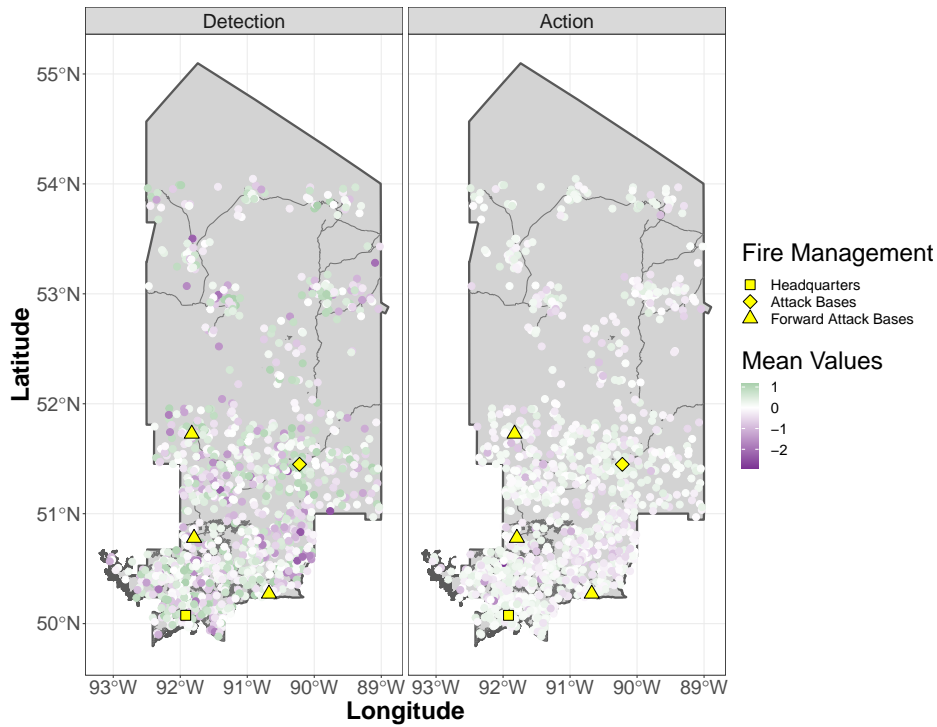 Detection Action
55°N
54°N
53°N
52°N
51°N
50°N
Latitude
93°W 92°W 91°W 90°W 89°W 93°W 92°W 91°W 90°W 89°W
Longitude
Fire Management
Headquarters
Attack Bases
Forward Attack Bases
Mean Values
1
0
−1
−2